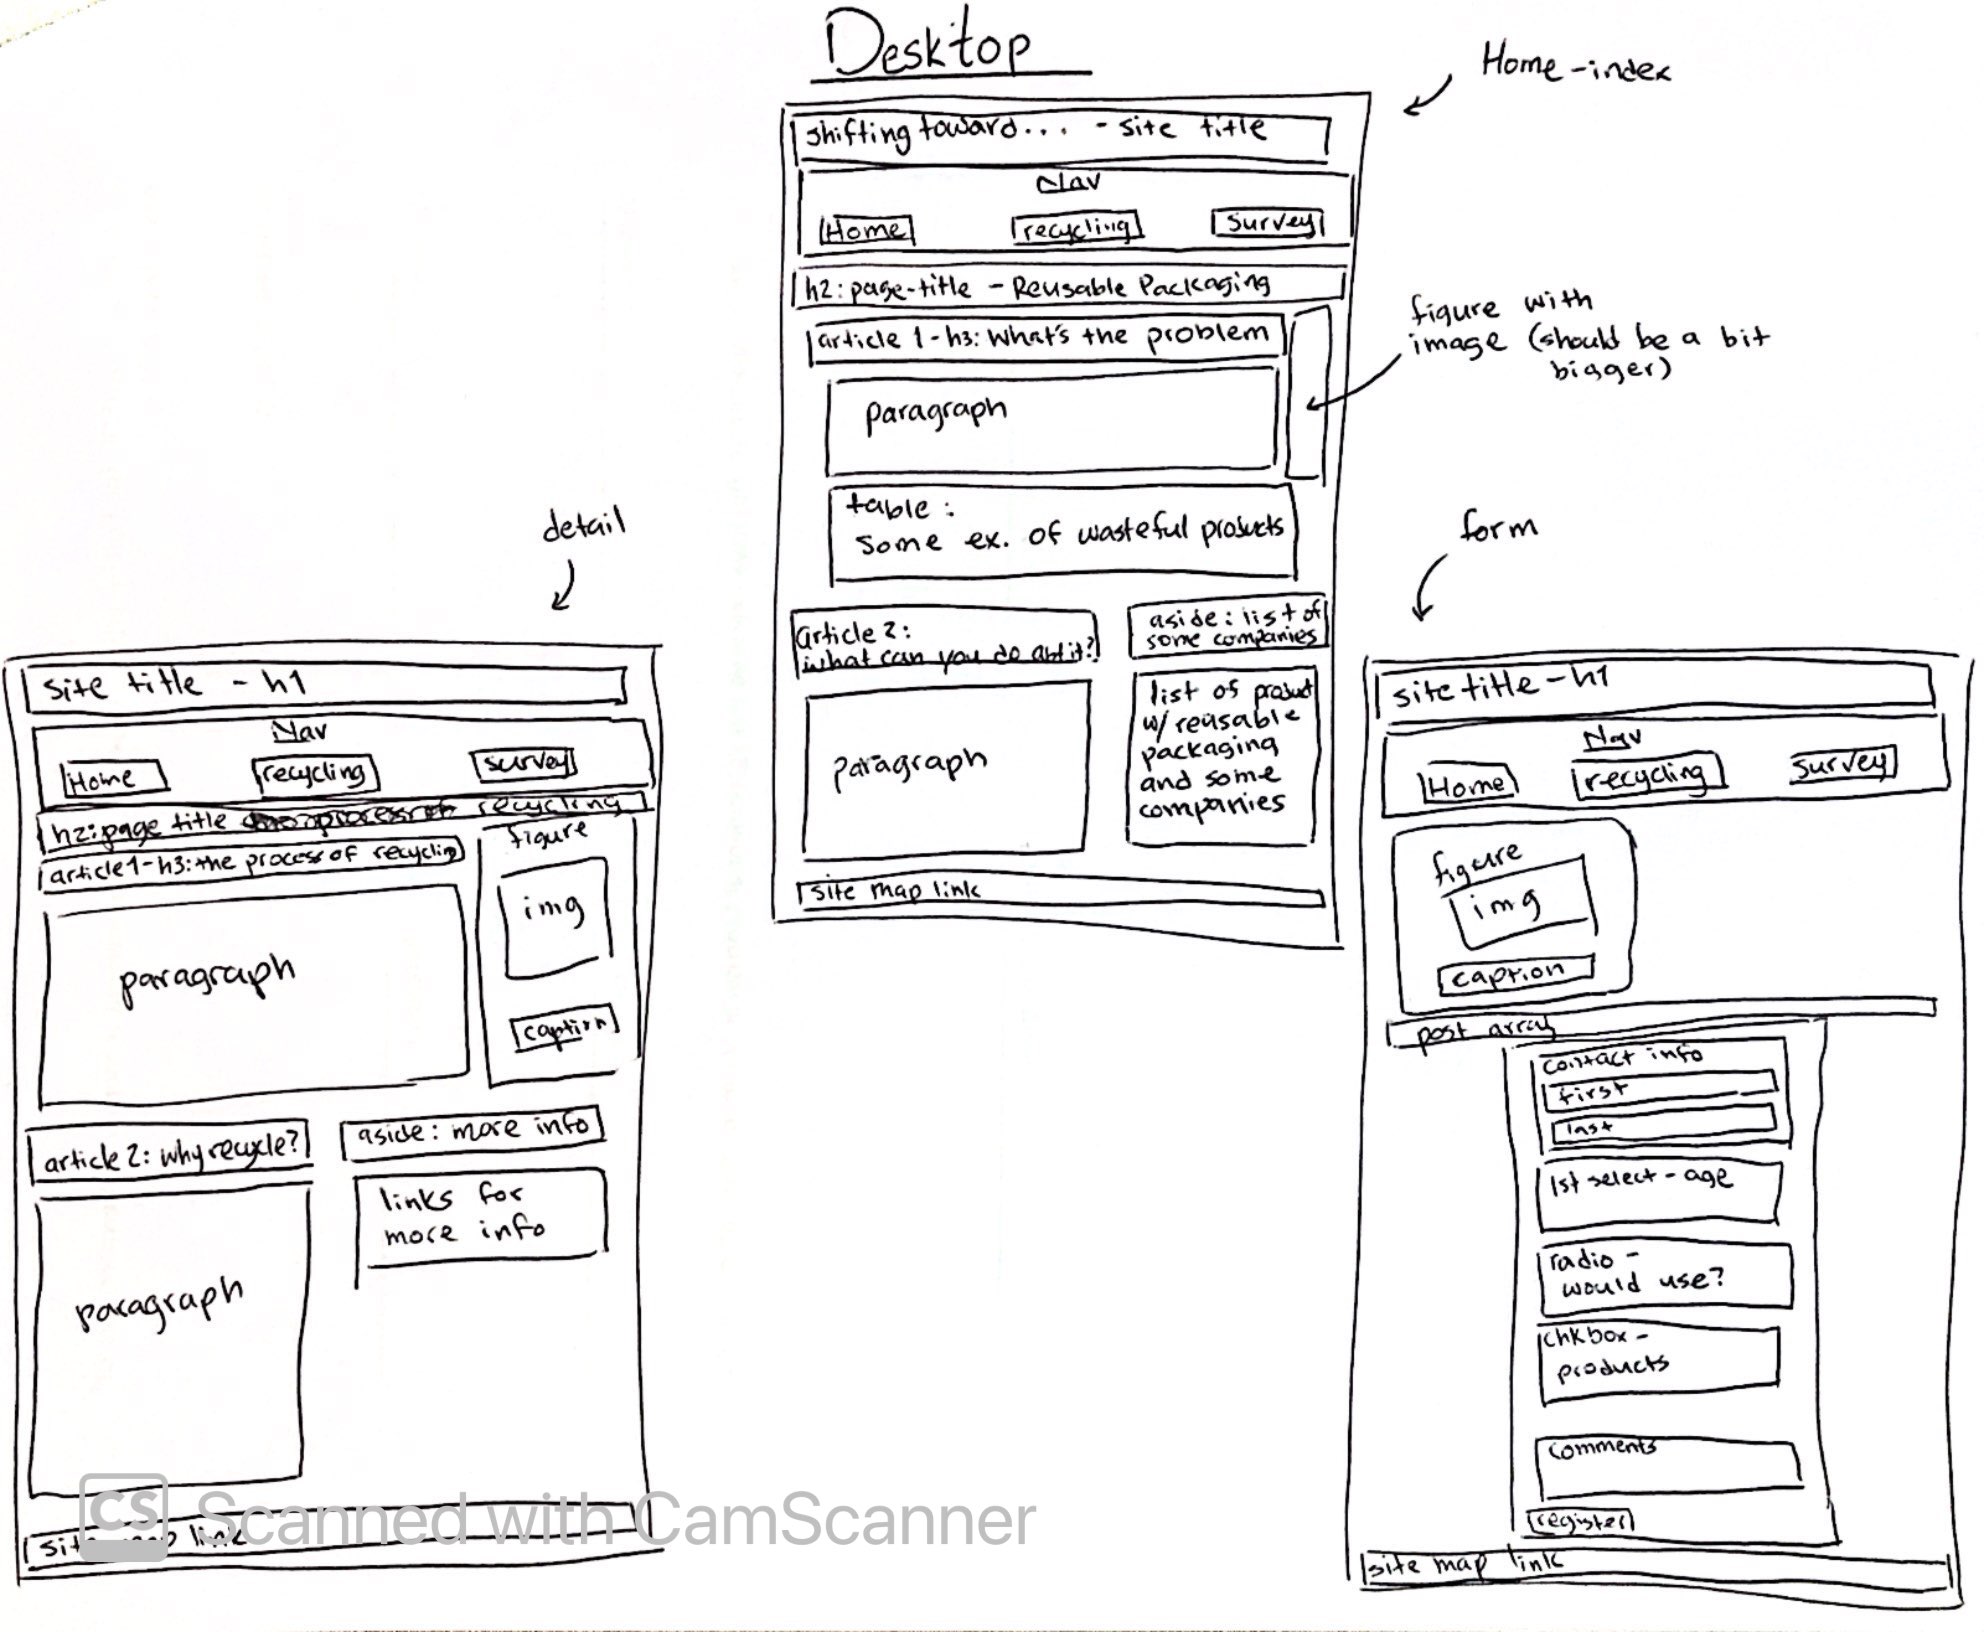 Desktop
Home-index
shifting toward... - site title
Nav
Home
recycling
survey
h2: page-title - Reusable Packaging
article 1-h3: What's the problem
figure with
image (should be a bit
bigger)
paragraph
table :
some ex. of wasteful products
article 2:
what can you do abt it?
aside: list of
some companies
paragraph
list of product
w/ reusable
packaging
and some
companies
site map link
detail
site title - h1
Nav
Home
recycling
survey
h2: page title recycling
article 1-h3: the process of recycling
figure
img
caption
paragraph
article 2: why recycle?
aside: more info
links for
more info
paragraph
site map link
form
site title - h1
Nav
Home
recycling
survey
figure
img
caption
post array
contact info
first
last
1st select - age
radio -
would use?
chkbox -
products
comments
register
site map link
CS Scanned with CamScanner